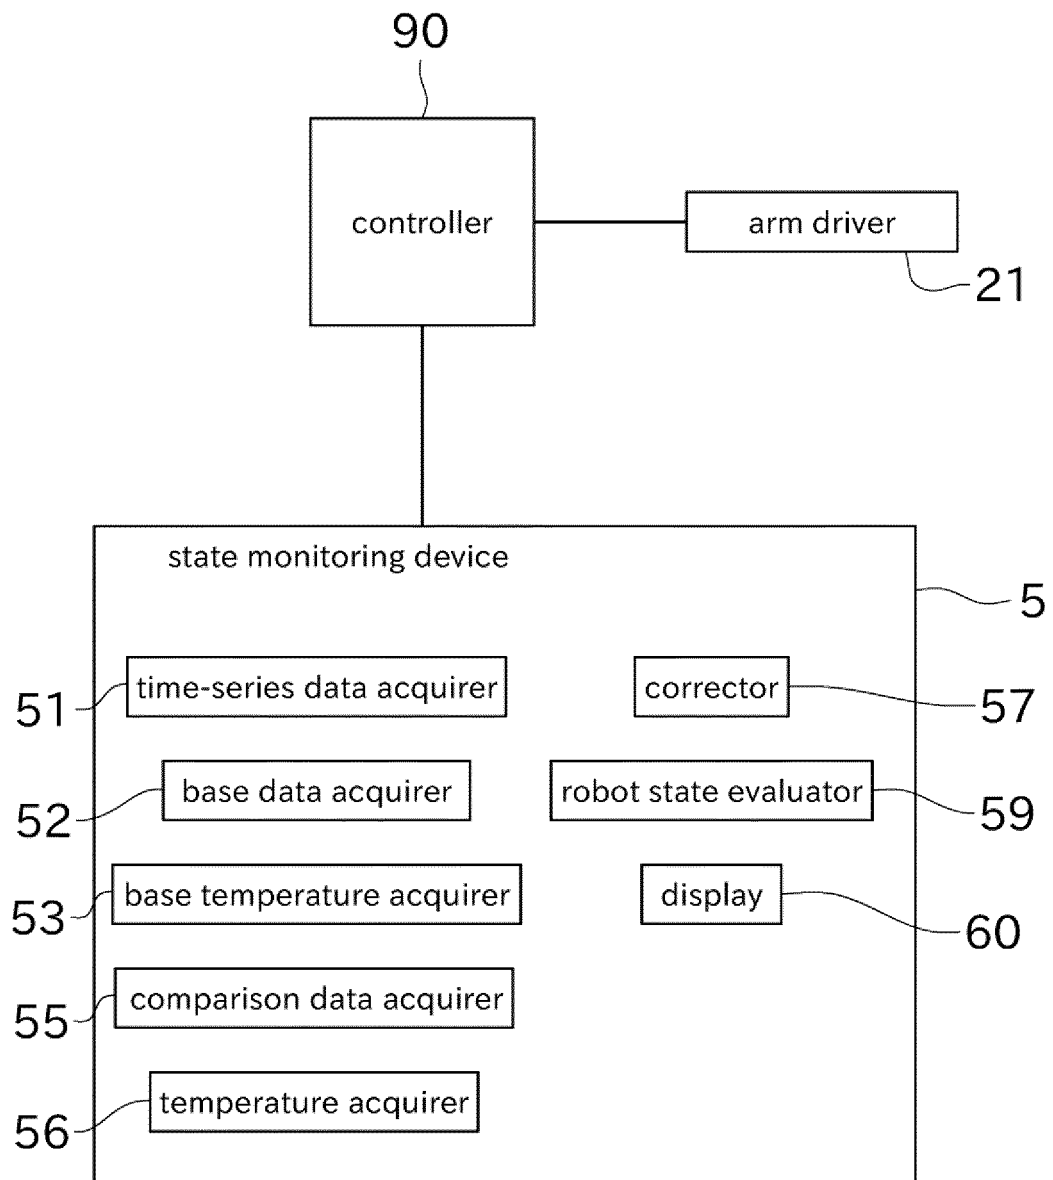 90
controller
arm driver
21
state monitoring device
5
time-series data acquirer
51
corrector
57
base data acquirer
52
robot state evaluator
59
base temperature acquirer
53
display
60
comparison data acquirer
55
temperature acquirer
56